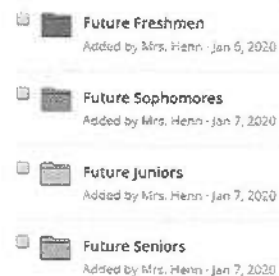 Future Freshmen
Added by Mrs. Henn · Jan 6, 2020
Future Sophomores
Added by Mrs. Henn · Jan 7, 2020
Future Juniors
Added by Mrs. Henn · Jan 7, 2020
Future Seniors
Added by Mrs. Henn · Jan 7, 2020